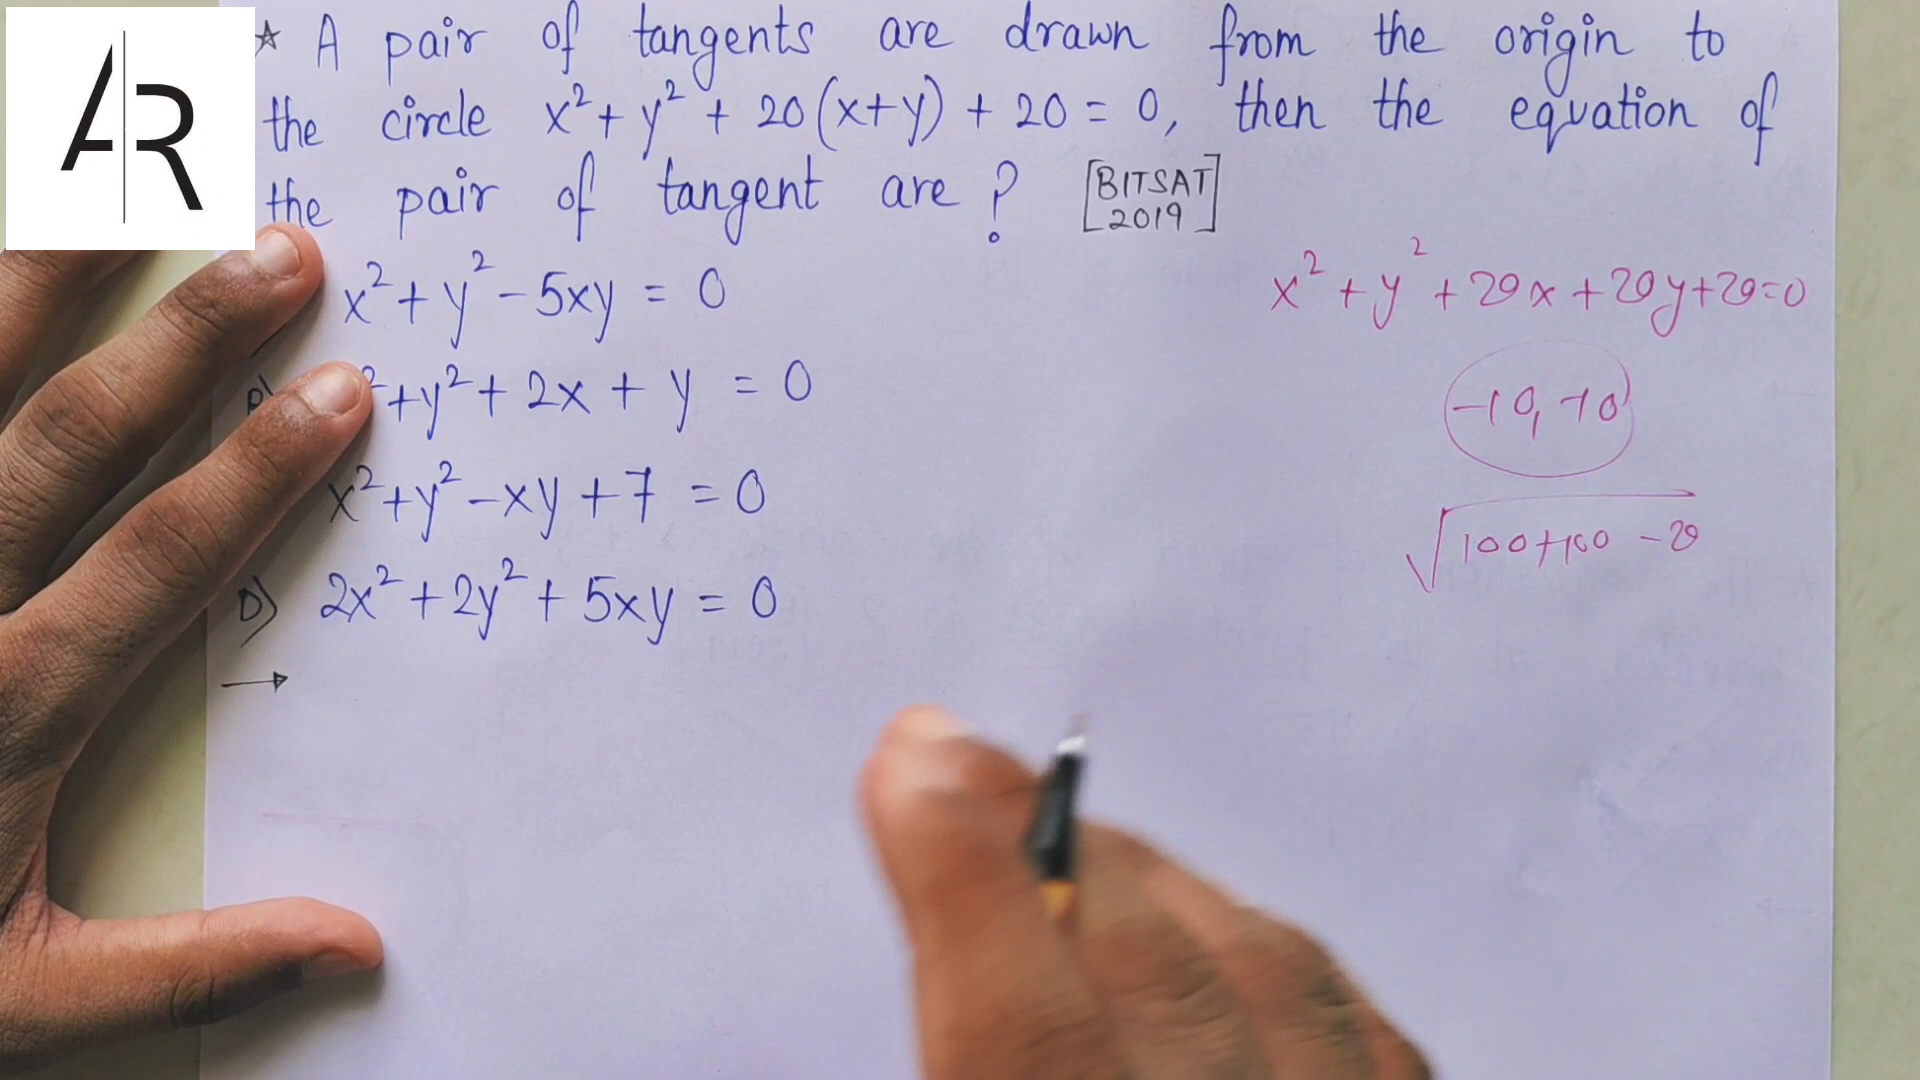 AR
☆ A pair of tangents are drawn from the origin to
the circle x² + y² + 20(x+y) + 20 = 0, then the equation of
the pair of tangent are ? [BITSAT 2019]
x² + y² - 5xy = 0
²+y² + 2x + y = 0
x²+y² - xy + 7 = 0
D) 2x² + 2y² + 5xy = 0
→
x² + y² + 20x + 20y + 20 = 0
-10, -10
√100+100 - 20